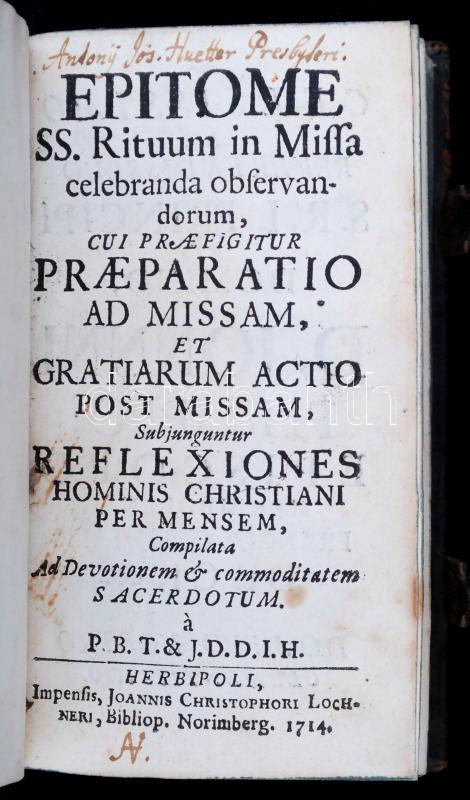 Antonij Jos. Huetter Presbyteri.
EPITOME
SS. Rituum in Miſſa
celebranda obſervan-
dorum,
CUI PRÆFIGITUR
PRÆPARATIO
AD MISSAM,
ET
GRATIARUM ACTIO
POST MISSAM,
Subjunguntur
REFLEXIONES
HOMINIS CHRISTIANI
PER MENSEM,
Compilata
Ad Devotionem & commoditatem
SACERDOTUM.
à
P. B. T. & J. D. D. I. H.
HERBIPOLI,
Impenſis, JOANNIS CHRISTOPHORI LOCH-
NERI, Bibliop. Norimberg. 1714.
darabanth